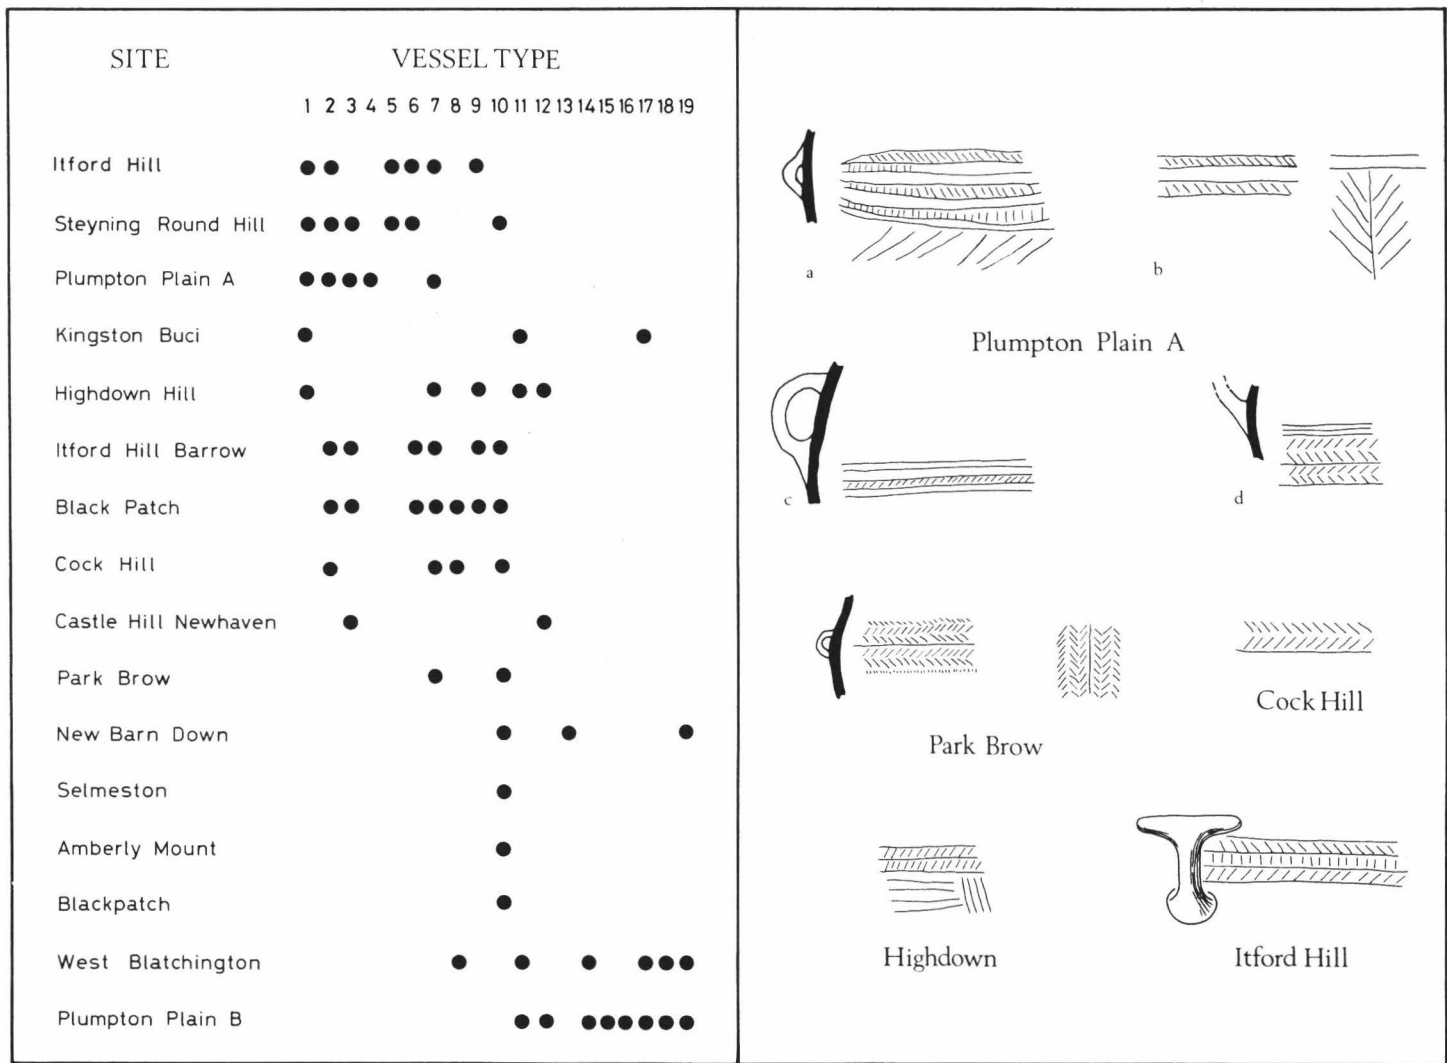 SITE VESSEL TYPE
1 2 3 4 5 6 7 8 9 10 11 12 13 14 15 16 17 18 19
Itford Hill
Steyning Round Hill
Plumpton Plain A
Kingston Buci
Highdown Hill
Itford Hill Barrow
Black Patch
Cock Hill
Castle Hill Newhaven
Park Brow
New Barn Down
Selmeston
Amberly Mount
Blackpatch
West Blatchington
Plumpton Plain B
a b
Plumpton Plain A
c d
Cock Hill
Park Brow
Highdown Itford Hill